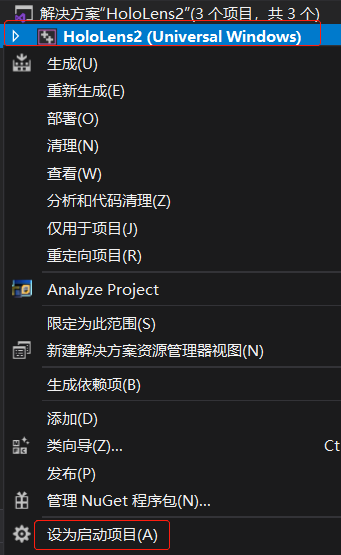 解决方案"HoloLens2"(3 个项目，共 3 个)
HoloLens2 (Universal Windows)
生成(U)
重新生成(E)
部署(O)
清理(N)
查看(W)
分析和代码清理(Z)
仅用于项目(J)
重定向项目(R)
Analyze Project
限定为此范围(S)
新建解决方案资源管理器视图(N)
生成依赖项(B)
添加(D)
类向导(Z)... Ct
发布(P)
管理 NuGet 程序包(N)...
设为启动项目(A)